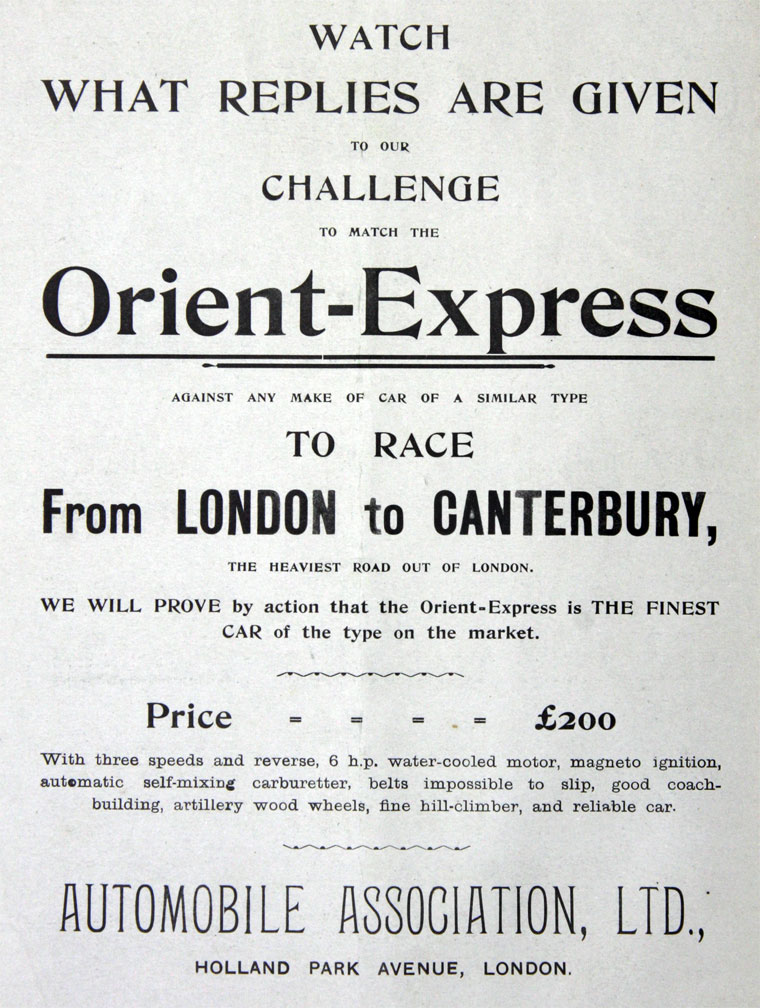 WATCH
WHAT REPLIES ARE GIVEN
TO OUR
CHALLENGE
TO MATCH THE
Orient-Express
AGAINST ANY MAKE OF CAR OF A SIMILAR TYPE
TO RACE
From LONDON to CANTERBURY,
THE HEAVIEST ROAD OUT OF LONDON.
WE WILL PROVE by action that the Orient-Express is THE FINEST
CAR of the type on the market.
Price = = = = £200
With three speeds and reverse, 6 h.p. water-cooled motor, magneto ignition,
automatic self-mixing carburetter, belts impossible to slip, good coach-
building, artillery wood wheels, fine hill-climber, and reliable car.
AUTOMOBILE ASSOCIATION, LTD.,
HOLLAND PARK AVENUE, LONDON.